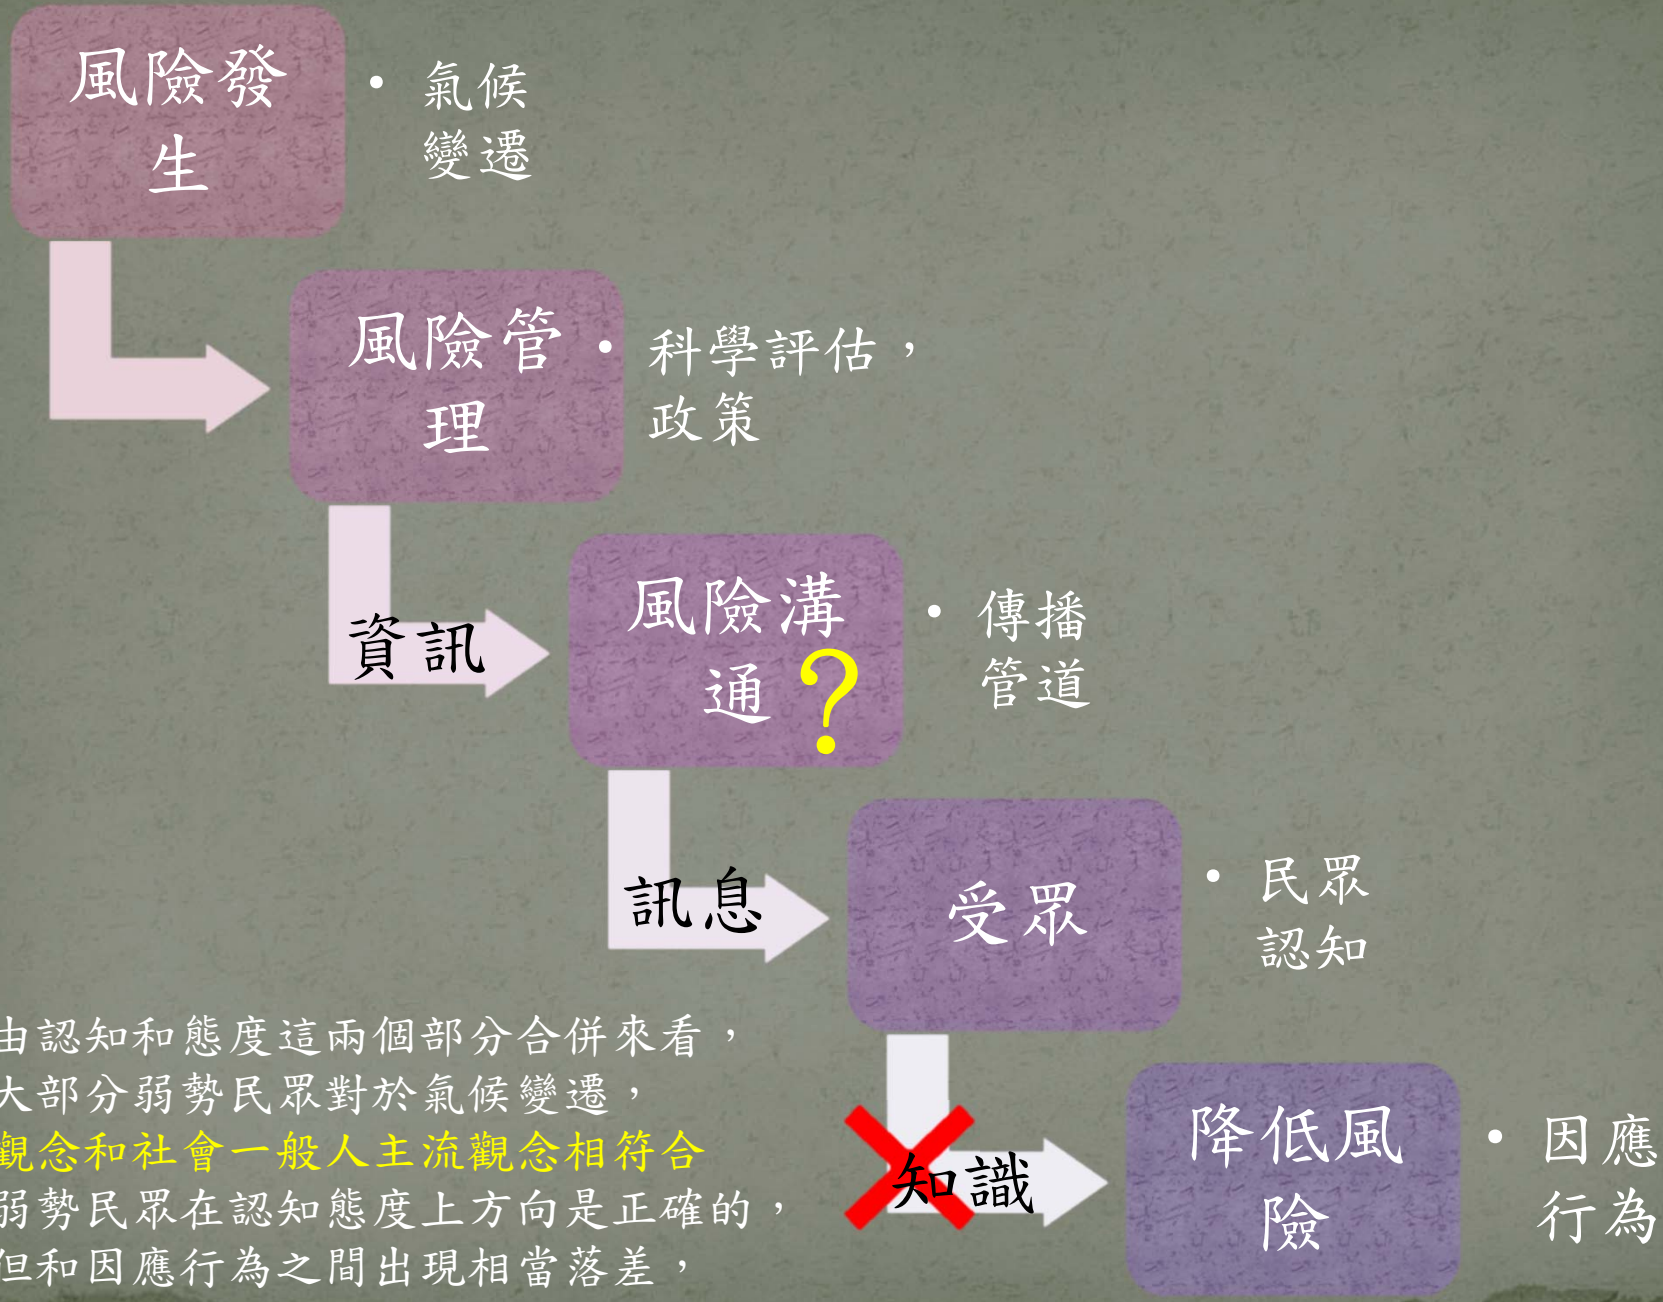 風險發
生
• 氣候
變遷
風險管
理
• 科學評估，
政策
資訊
風險溝
通？
• 傳播
管道
訊息
受眾
• 民眾
認知
知識
降低風
險
• 因應
行為
由認知和態度這兩個部分合併來看，
大部分弱勢民眾對於氣候變遷，
觀念和社會一般人主流觀念相符合
弱勢民眾在認知態度上方向是正確的，
但和因應行為之間出現相當落差，